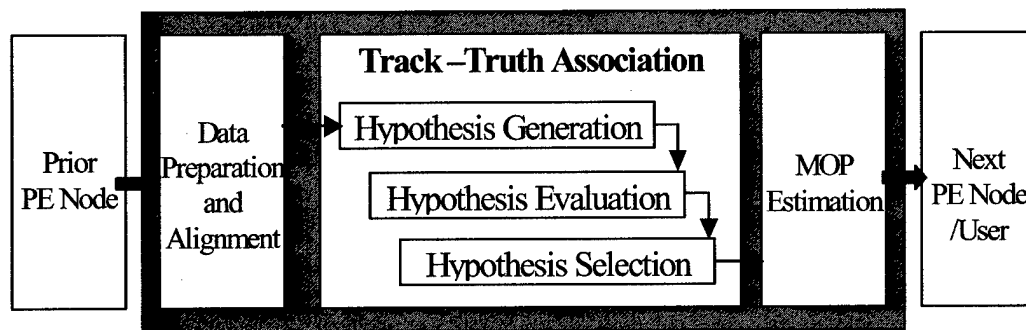 Prior
PE Node
Data
Preparation
and
Alignment
Track –Truth Association
Hypothesis Generation
Hypothesis Evaluation
Hypothesis Selection
MOP
Estimation
Next
PE Node
/User